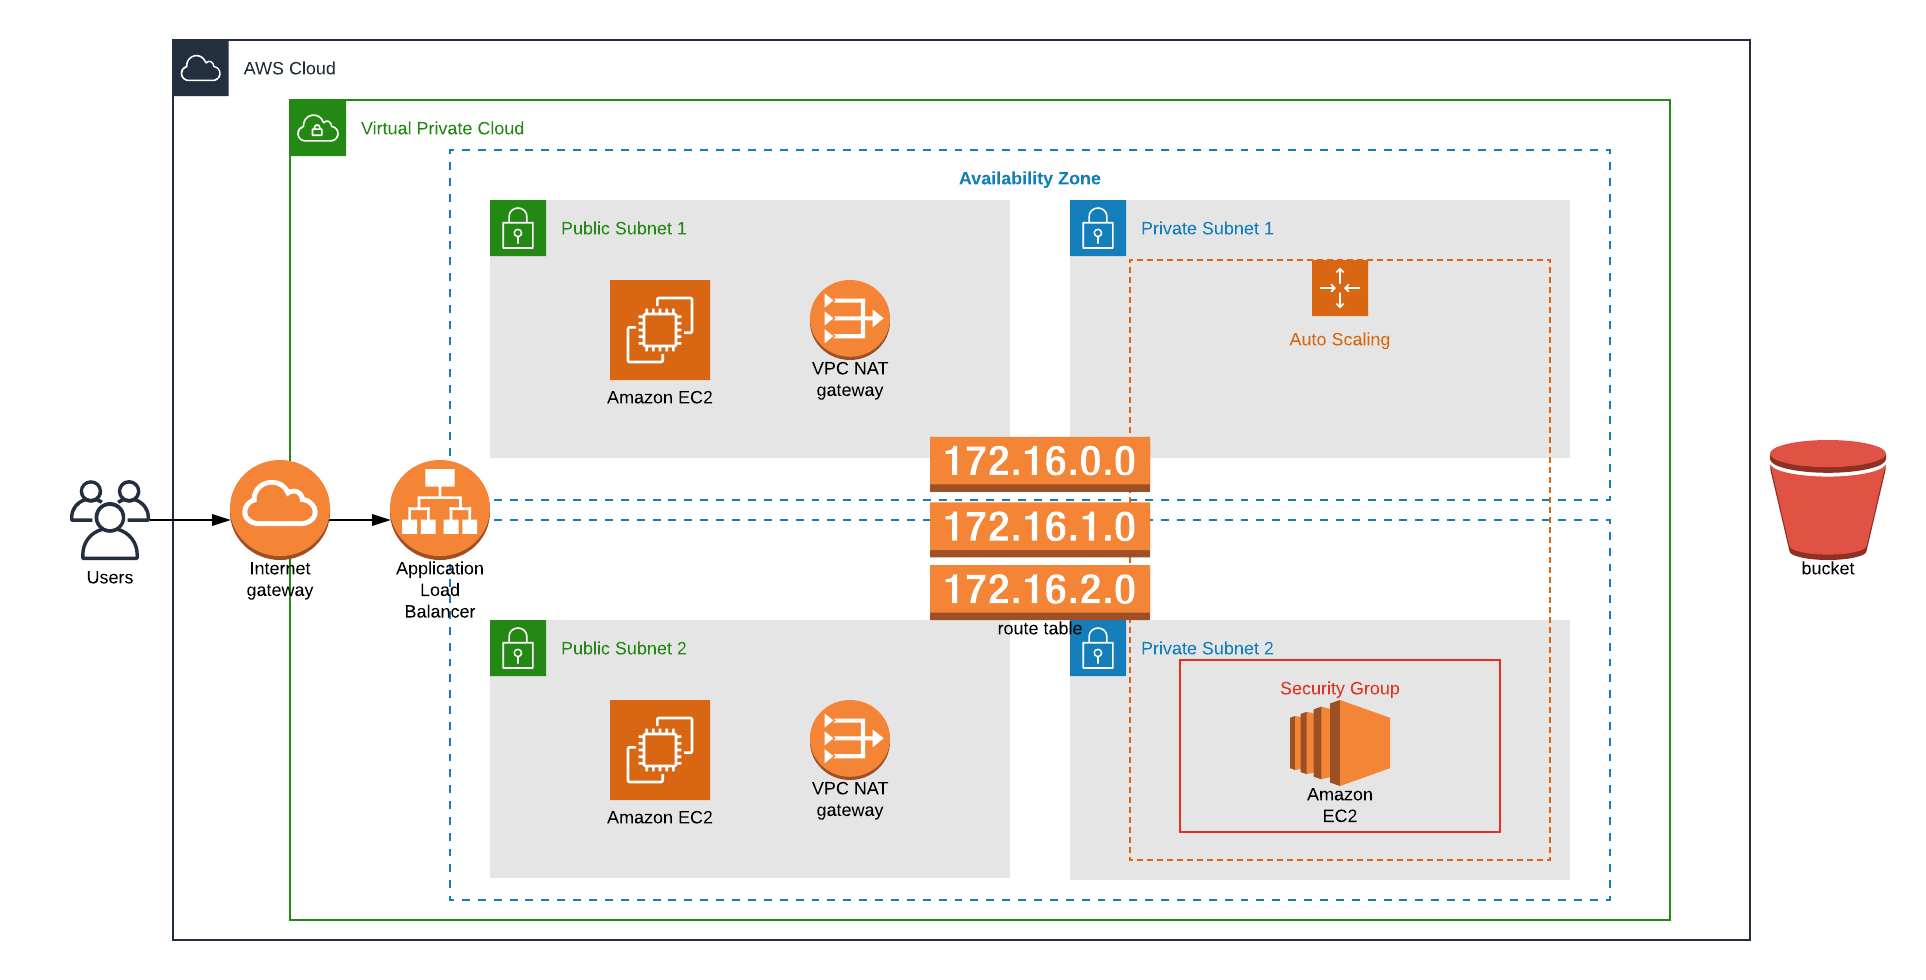 AWS Cloud
Virtual Private Cloud
Availability Zone
Public Subnet 1
Private Subnet 1
Auto Scaling
Amazon EC2
VPC NAT
gateway
172.16.0.0
172.16.1.0
172.16.2.0
route table
Users
Internet
gateway
Application
Load
Balancer
bucket
Public Subnet 2
Private Subnet 2
Security Group
Amazon EC2
VPC NAT
gateway
Amazon
EC2